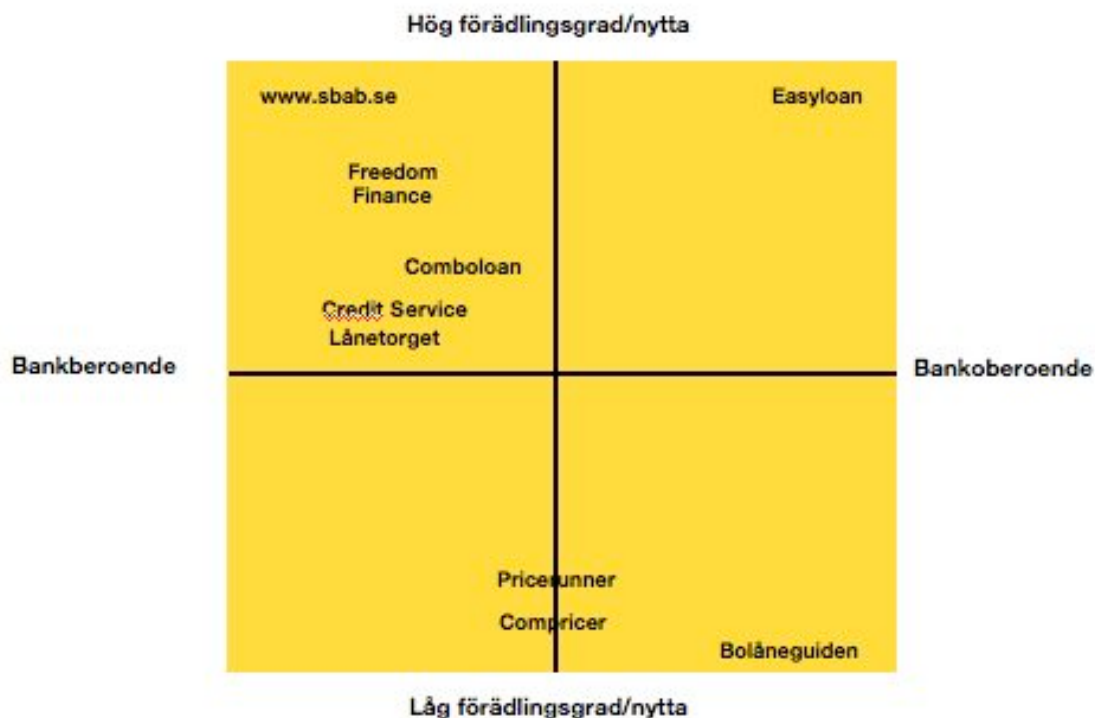 Hög förädlingsgrad/nytta
www.sbab.se
Easyloan
Freedom
Finance
Comboloan
Credit Service
Lånetorget
Bankberoende
Bankoberoende
Pricerunner
Compricer
Bolåneguiden
Låg förädlingsgrad/nytta